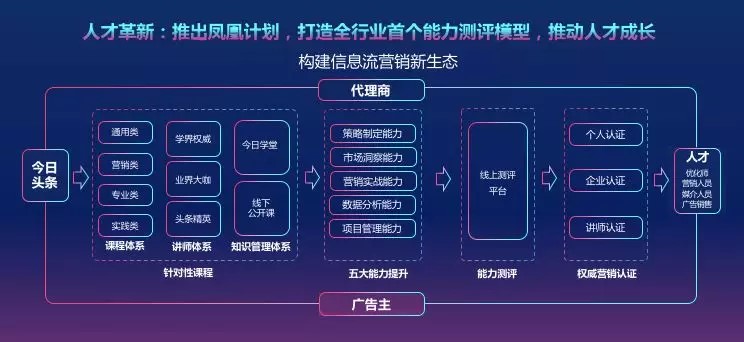 人才革新：推出凤凰计划，打造全行业首个能力测评模型，推动人才成长
构建信息流营销新生态
代理商
今日
头条
通用类
营销类
专业类
实践类
课程体系
学界权威
业界大咖
头条精英
讲师体系
今日学堂
线下
公开课
知识管理体系
针对性课程
策略制定能力
市场洞察能力
营销实战能力
数据分析能力
项目管理能力
五大能力提升
线上测评
平台
能力测评
个人认证
企业认证
讲师认证
权威营销认证
人才
优化师
营销人员
媒介人员
广告销售
广告主